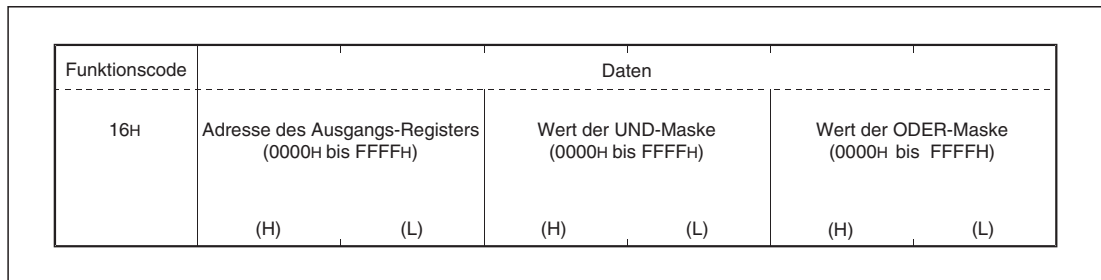 Funktionscode Daten
16H Adresse des Ausgangs-Registers Wert der UND-Maske Wert der ODER-Maske
(0000H bis FFFFH) (0000H bis FFFFH) (0000H bis FFFFH)
(H) (L) (H) (L) (H) (L)